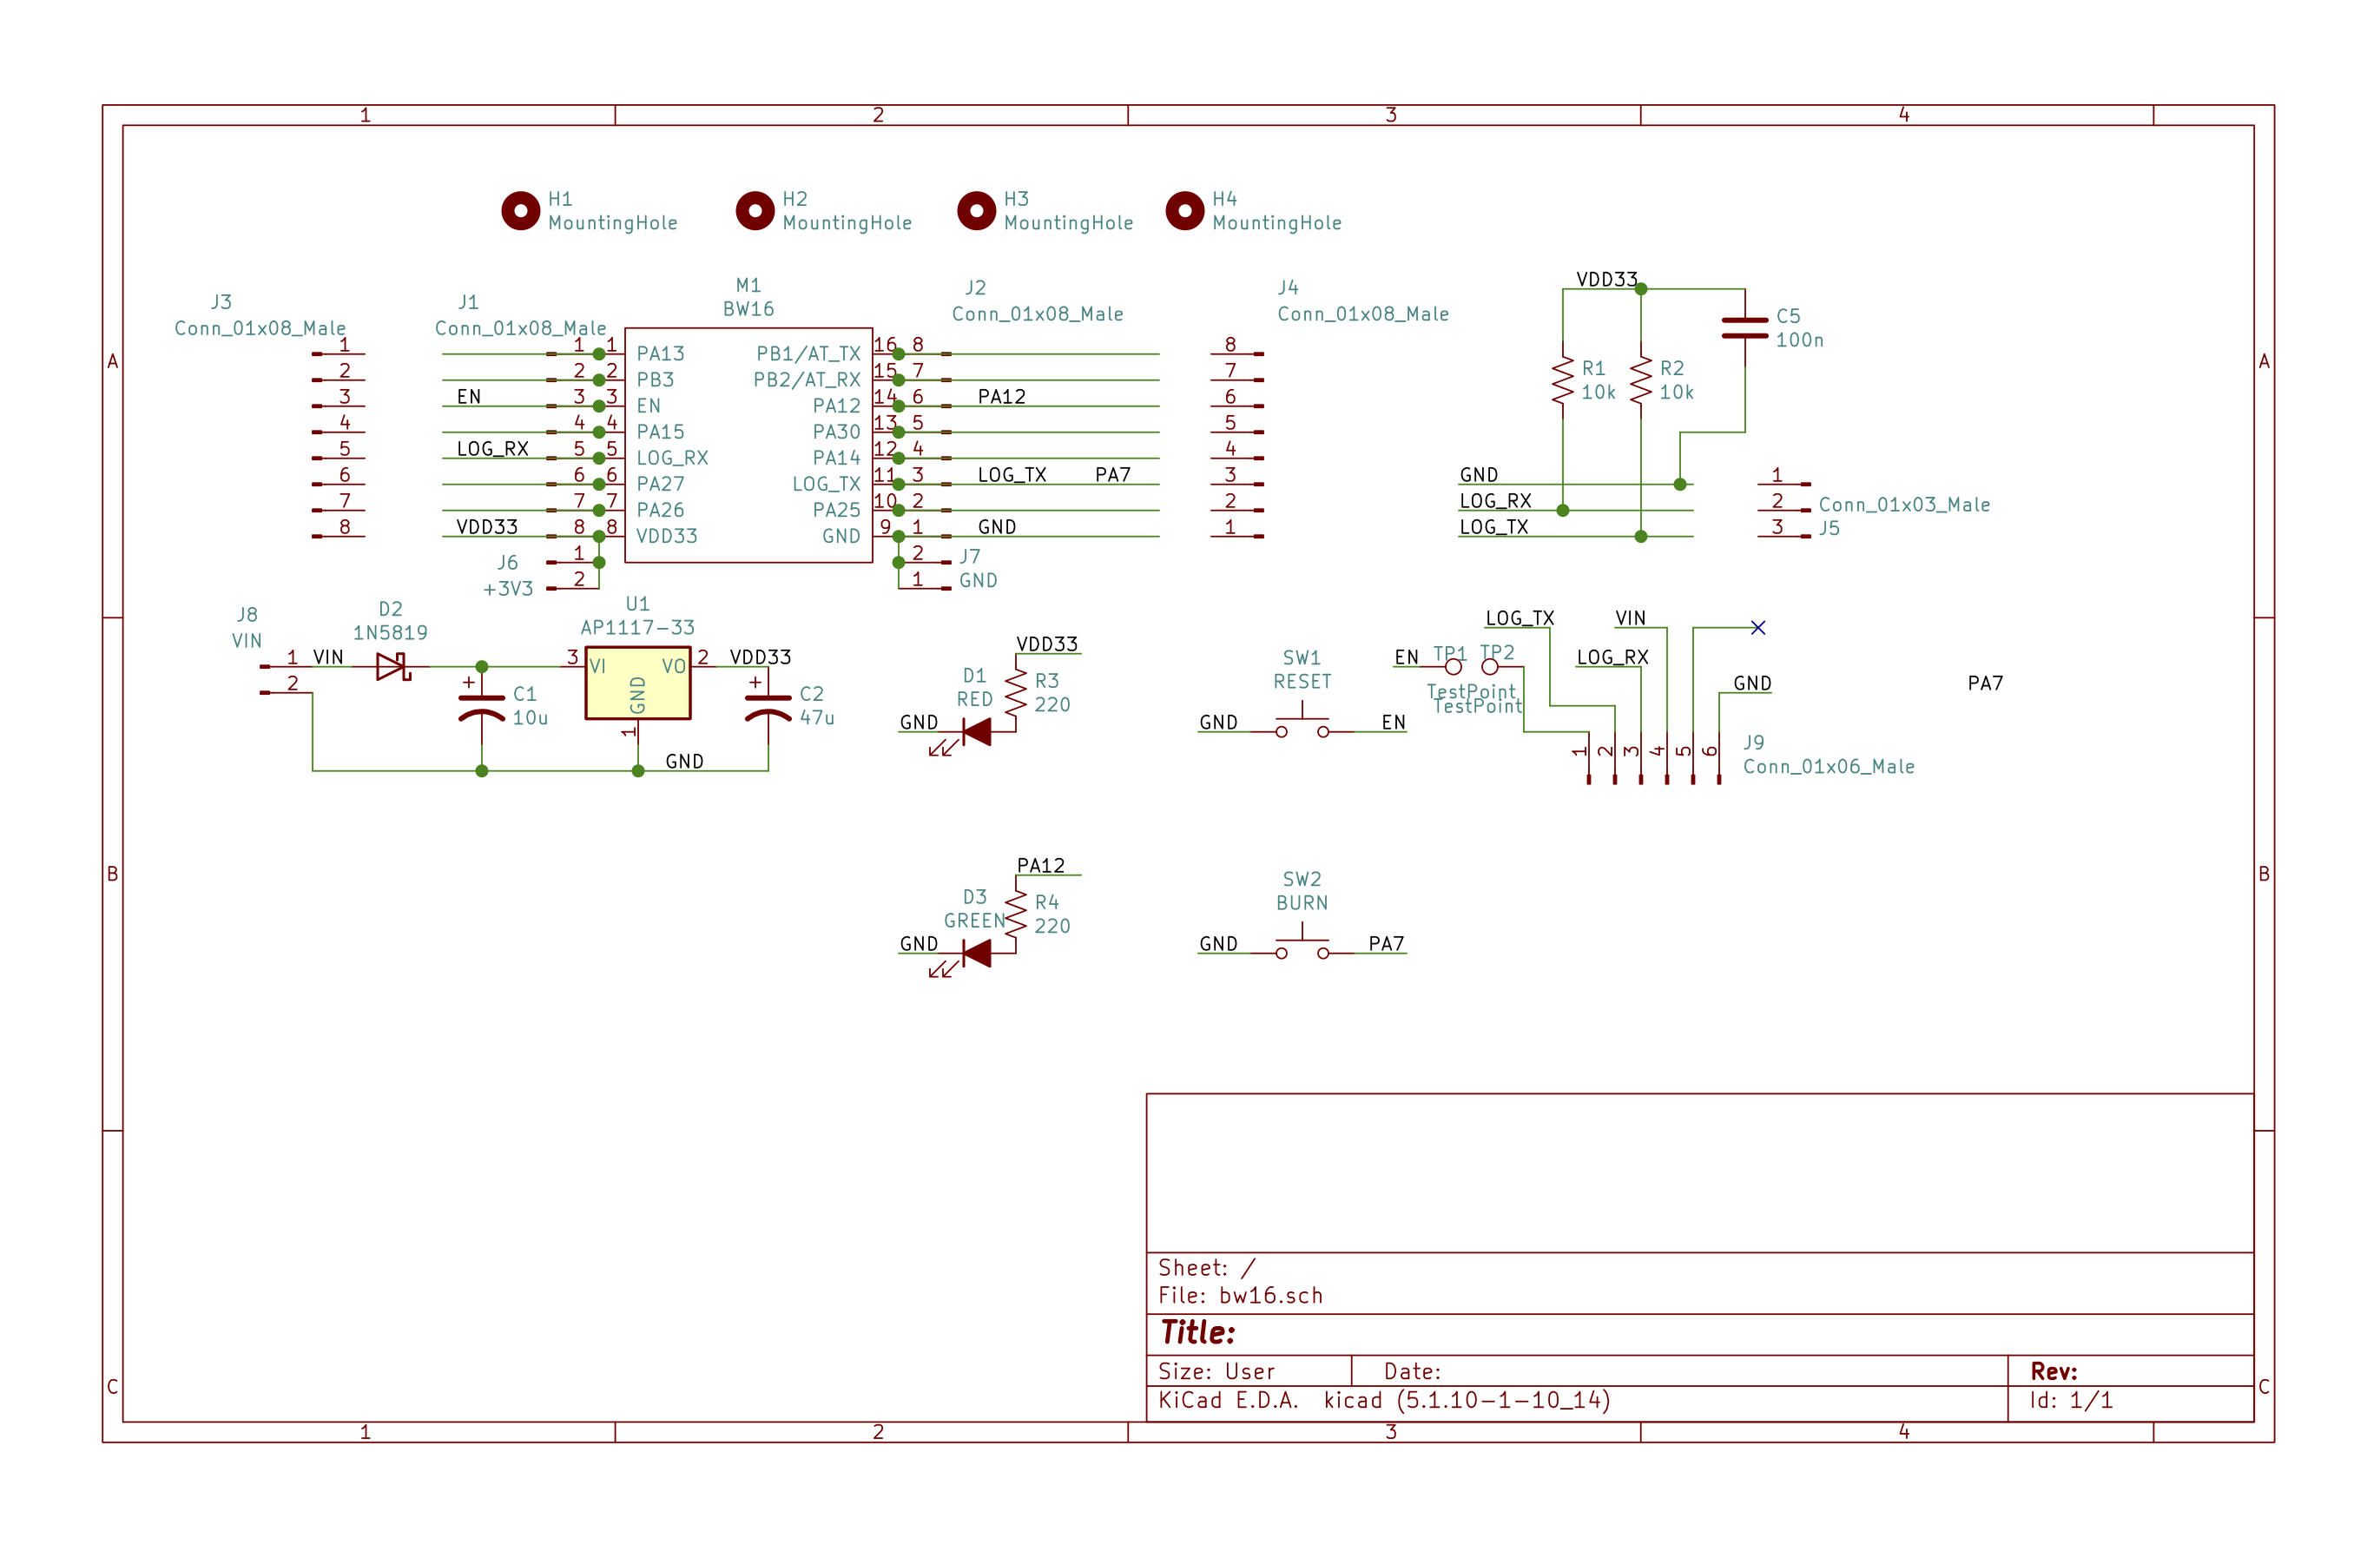 1 2 3 4
H1
MountingHole
H2
MountingHole
H3
MountingHole
H4
MountingHole
A
A
J3
Conn_01x08_Male
1
2
3
4
5
6
7
8
J1
Conn_01x08_Male
1
2
3
4
5
6
7
8
EN
LOG_RX
VDD33
M1
BW16
1 PA13
2 PB3
3 EN
4 PA15
5 LOG_RX
6 PA27
7 PA26
8 VDD33
PB1/AT_TX 16
PB2/AT_RX 15
PA12 14
PA30 13
PA14 12
LOG_TX 11
PA25 10
GND 9
J2
Conn_01x08_Male
8
7
6
5
4
3
2
1
PA12
LOG_TX PA7
GND
J4
Conn_01x08_Male
8
7
6
5
4
3
2
1
VDD33
C5
100n
R1
10k
R2
10k
GND
LOG_RX
LOG_TX
1
2
3
Conn_01x03_Male
J5
J6
+3V3
1
2
J7
GND
2
1
J8
VIN
1
2
VIN
D2
1N5819
+
C1
10u
U1
AP1117-33
3 VI
VO 2
GND
1
VDD33
+
C2
47u
GND
VDD33
D1
RED
R3
220
GND
SW1
RESET
GND
EN
EN
TP1
TP2
TestPoint
TestPoint
LOG_TX
VIN
LOG_RX
GND
1 2 3 4 5 6
J9
Conn_01x06_Male
PA7
B
B
PA12
D3
GREEN
R4
220
GND
SW2
BURN
GND
PA7
Sheet: /
File: bw16.sch
Title:
Size: User Date: Rev:
KiCad E.D.A. kicad (5.1.10-1-10_14) Id: 1/1
C
C
1 2 3 4